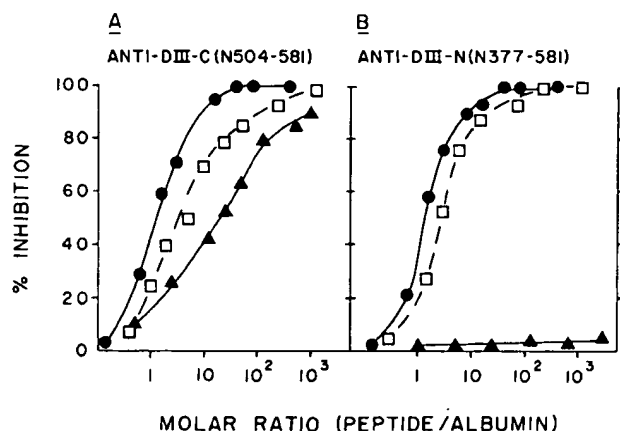 A
B
ANTI-DIII-C(N504-581)
ANTI-DIII-N(N377-581)
% INHIBITION
100
80
60
40
20
0
1 10 10² 10³
1 10 10² 10³
MOLAR RATIO (PEPTIDE/ALBUMIN)